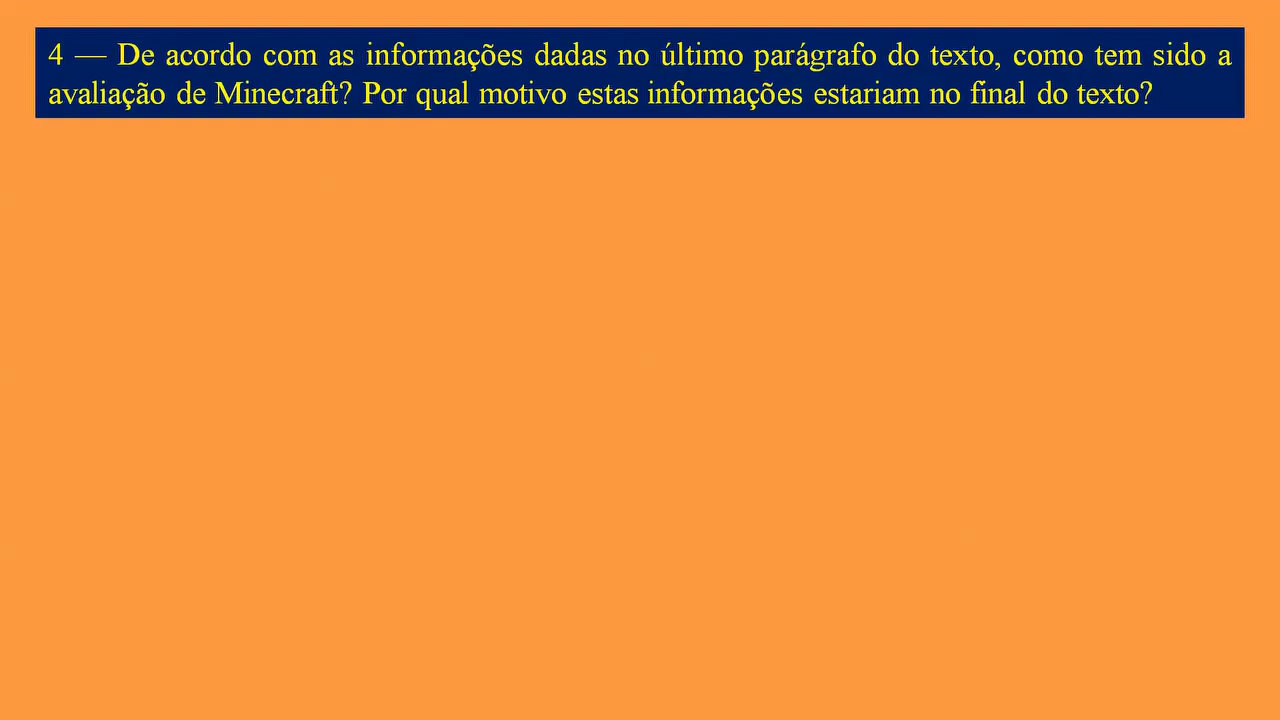 4 — De acordo com as informações dadas no último parágrafo do texto, como tem sido a
avaliação de Minecraft? Por qual motivo estas informações estariam no final do texto?